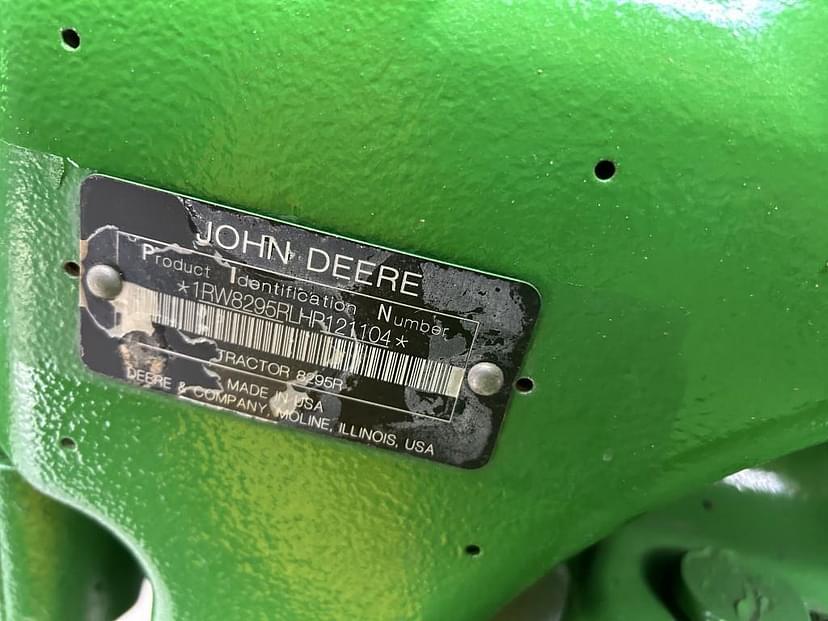 JOHN DEERE
Product Identification Number
*1RW8295RLHR121104*
TRACTOR 8295R
MADE IN USA
DEERE & COMPANY, MOLINE, ILLINOIS, USA